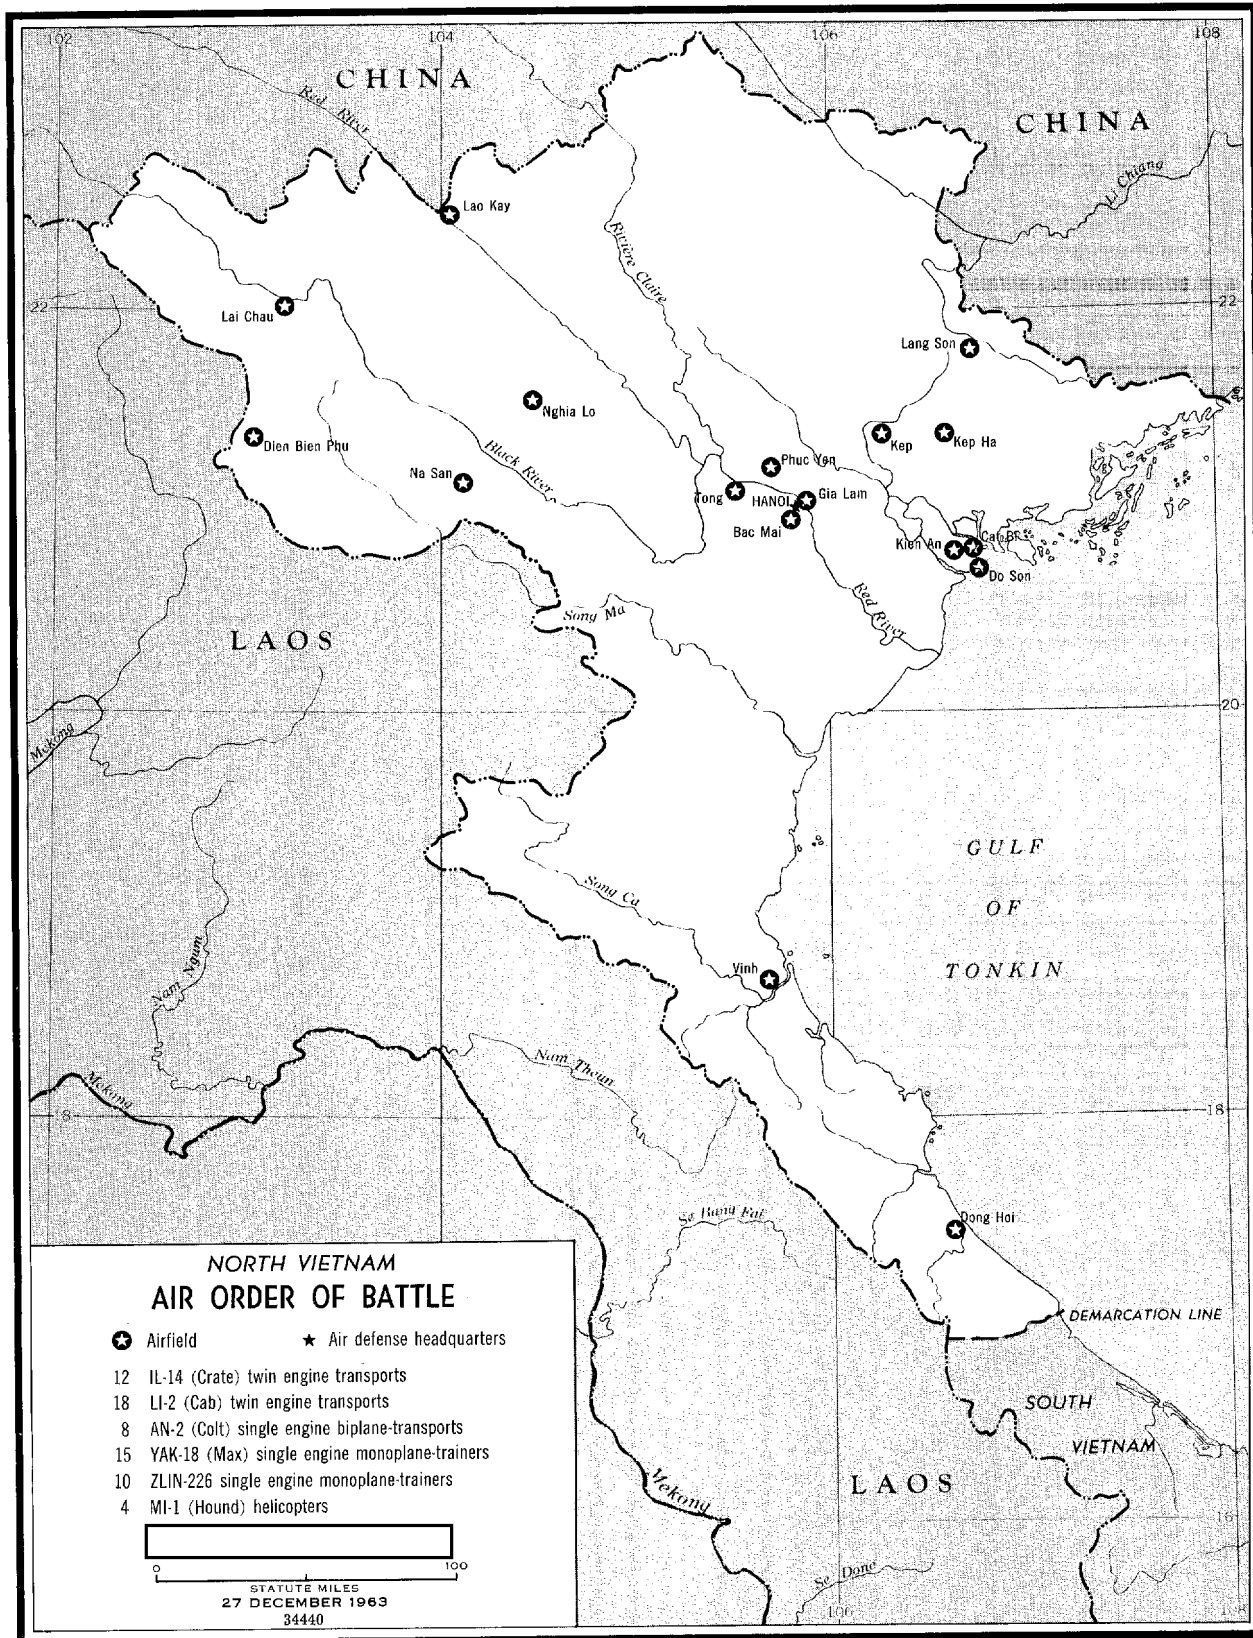 102
104
106
108
CHINA
CHINA
Red River
Li Chiang
Lao Kay
Rivière Claire
22
22
Lai Chau
Lang Son
Nghia Lo
Dien Bien Phu
Kep
Kep Ha
Na San
Black River
Phuc Yen
Tong
HANOI
Gia Lam
Bac Mai
Kien An
Cat Bi
Do Son
Song Ma
Red River
LAOS
20
Mekong
GULF
OF
TONKIN
Song Ca
Nam Ngum
Vinh
Nam Theun
Mekong
18
18
Se Bang Fai
Dong Hoi
DEMARCATION LINE
SOUTH
VIETNAM
LAOS
Mekong
16
Se Done
106
108
NORTH VIETNAM
AIR ORDER OF BATTLE
Airfield
Air defense headquarters
12 IL-14 (Crate) twin engine transports
18 LI-2 (Cab) twin engine transports
8 AN-2 (Colt) single engine biplane-transports
15 YAK-18 (Max) single engine monoplane-trainers
10 ZLIN-226 single engine monoplane-trainers
4 MI-1 (Hound) helicopters
0 100
STATUTE MILES
27 DECEMBER 1963
34440